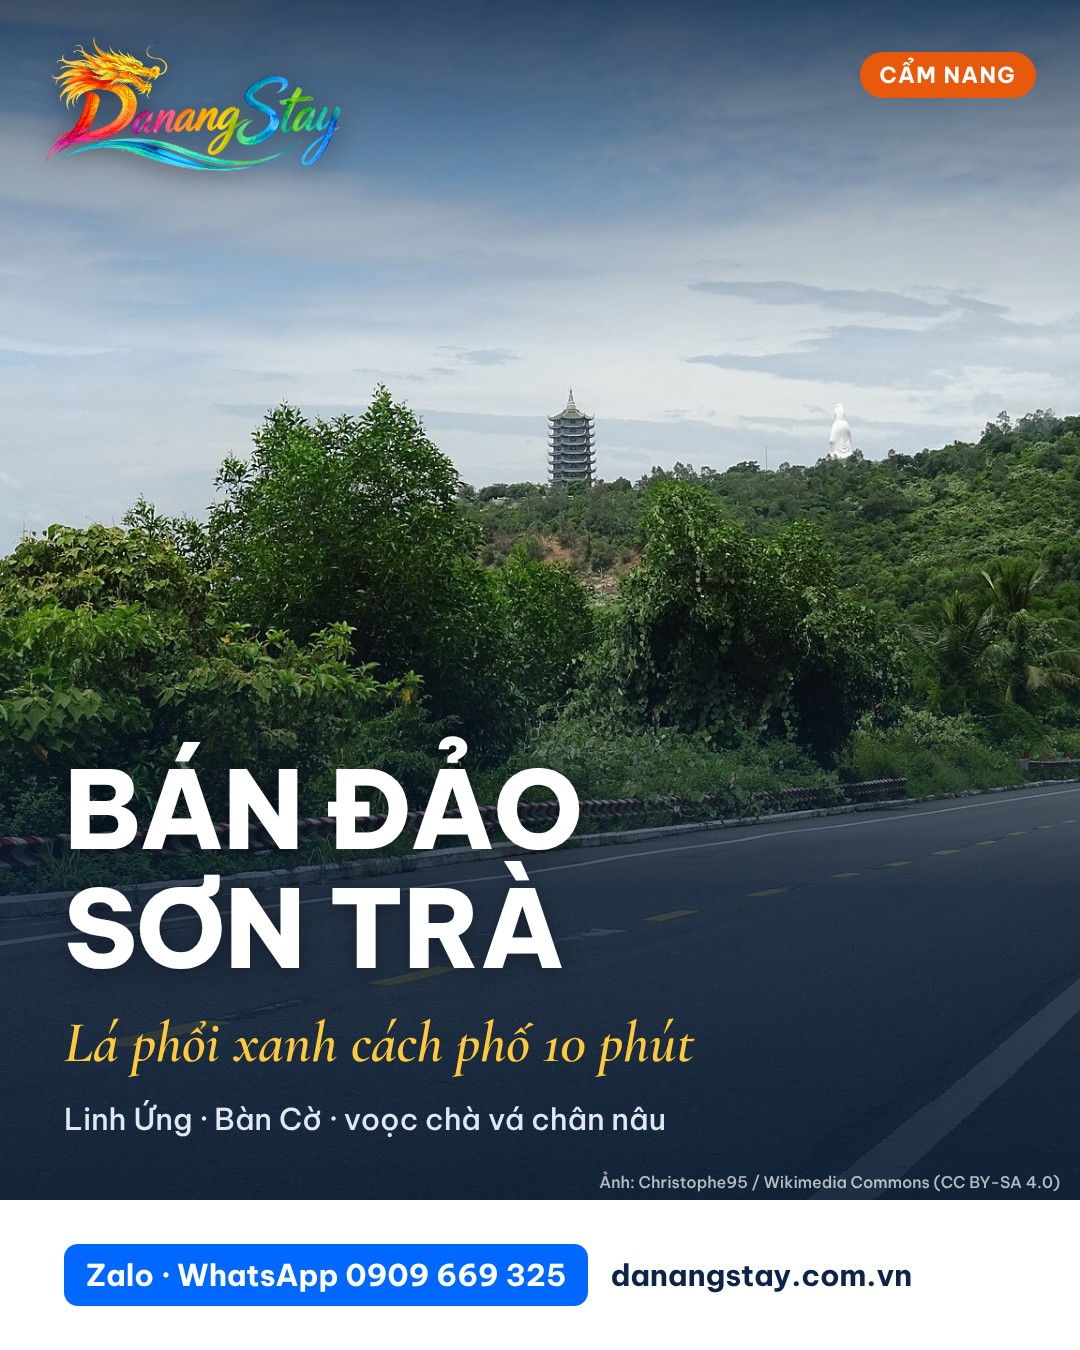 DanangStay
CẨM NANG
BÁN ĐẢO
SƠN TRÀ
Lá phổi xanh cách phố 10 phút
Linh Ứng · Bàn Cờ · voọc chà vá chân nâu
Ảnh: Christophe95 / Wikimedia Commons (CC BY-SA 4.0)
Zalo · WhatsApp 0909 669 325
danangstay.com.vn